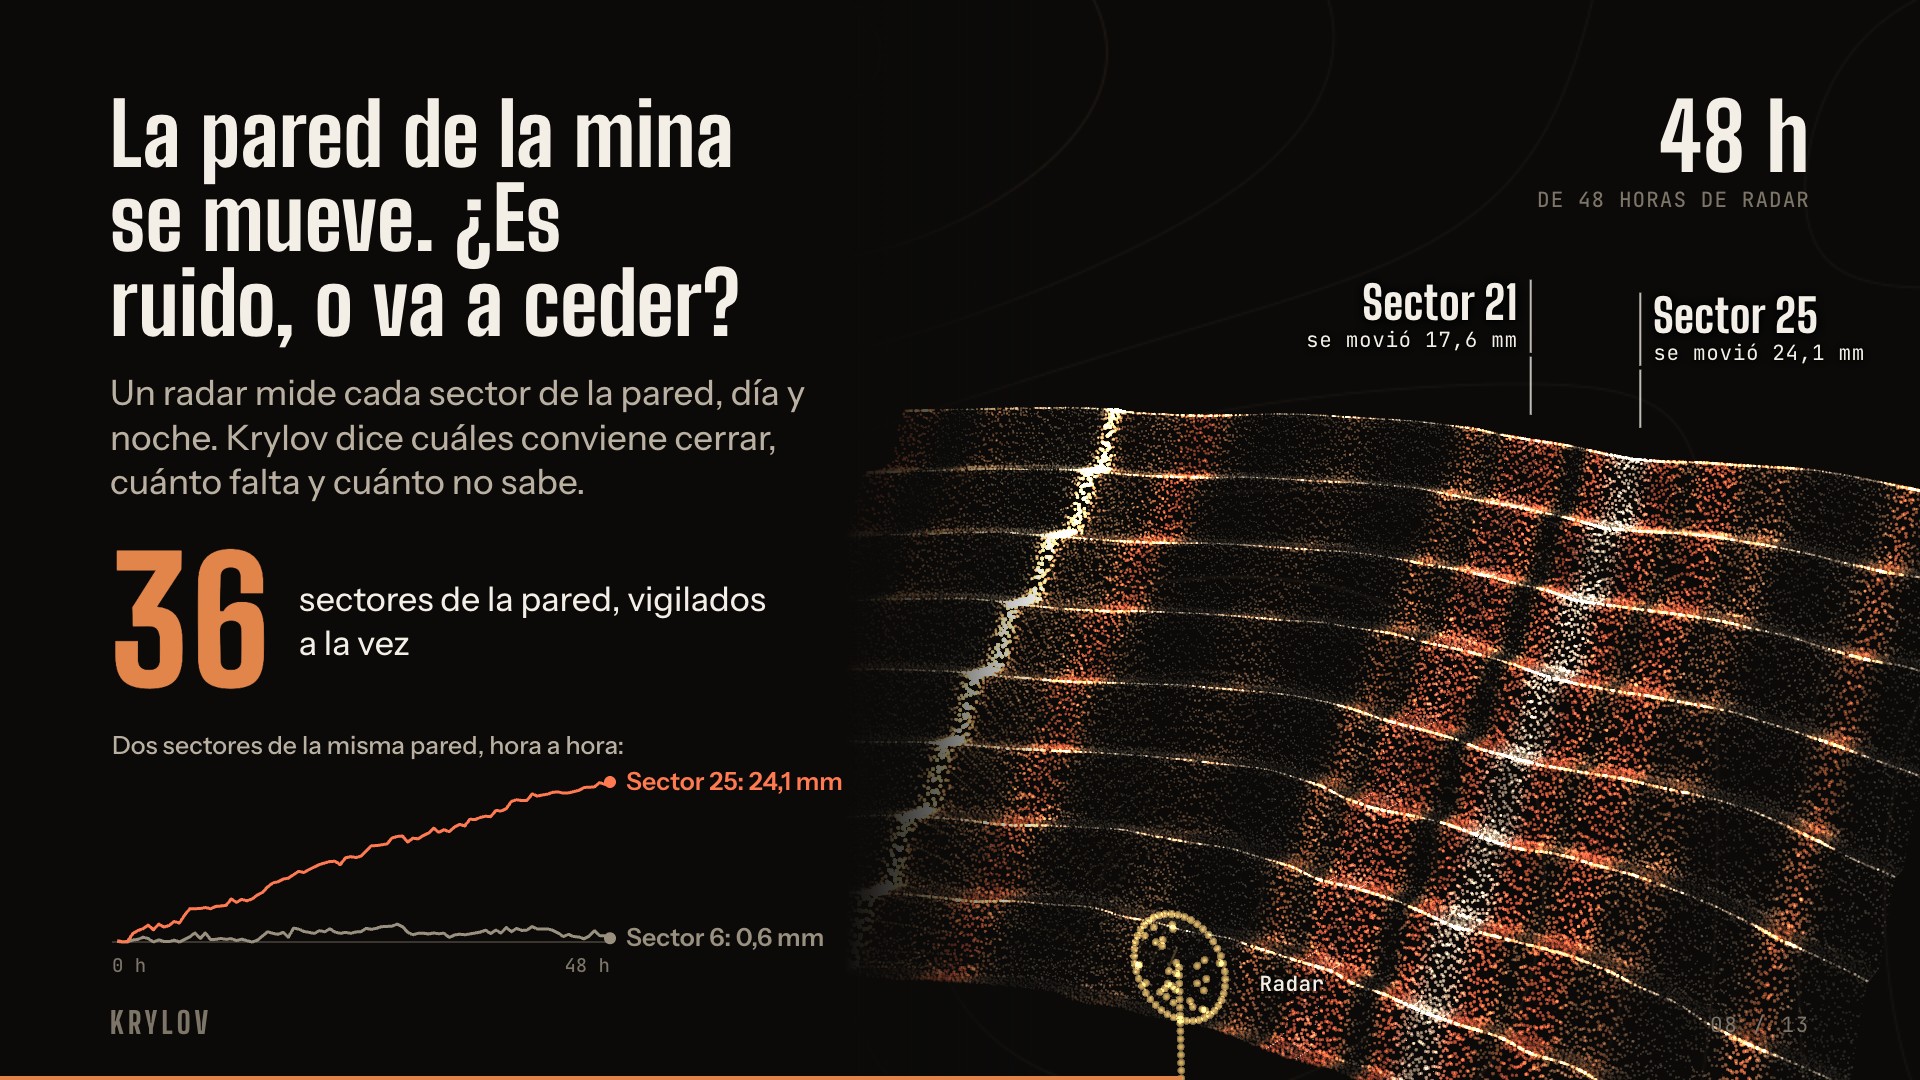 La pared de la mina
se mueve. ¿Es
ruido, o va a ceder?
Un radar mide cada sector de la pared, día y
noche. Krylov dice cuáles conviene cerrar,
cuánto falta y cuánto no sabe.
36
sectores de la pared, vigilados
a la vez
Dos sectores de la misma pared, hora a hora:
Sector 25: 24,1 mm
Sector 6: 0,6 mm
0 h
48 h
KRYLOV
48 h
DE 48 HORAS DE RADAR
Sector 21
se movió 17,6 mm
Sector 25
se movió 24,1 mm
Radar
08 / 13